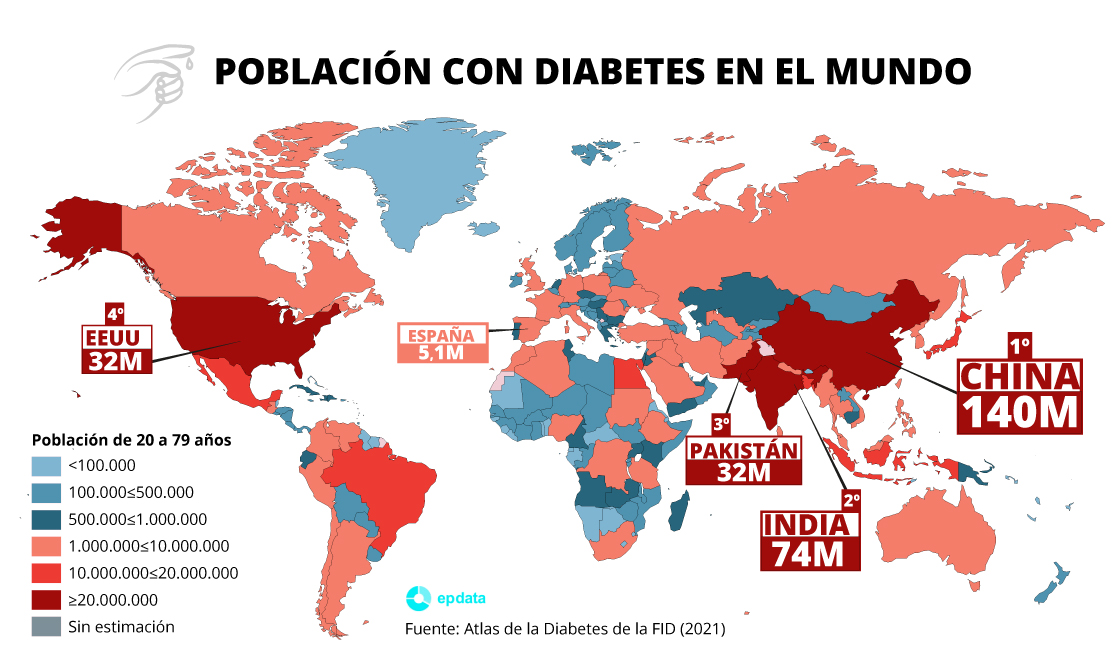 POBLACIÓN CON DIABETES EN EL MUNDO
4º
EEUU
32M
ESPAÑA
5,1M
1º
CHINA
140M
3º
PAKISTÁN
32M
2º
INDIA
74M
Población de 20 a 79 años
<100.000
100.000≤500.000
500.000≤1.000.000
1.000.000≤10.000.000
10.000.000≤20.000.000
≥20.000.000
Sin estimación
epdata
Fuente: Atlas de la Diabetes de la FID (2021)